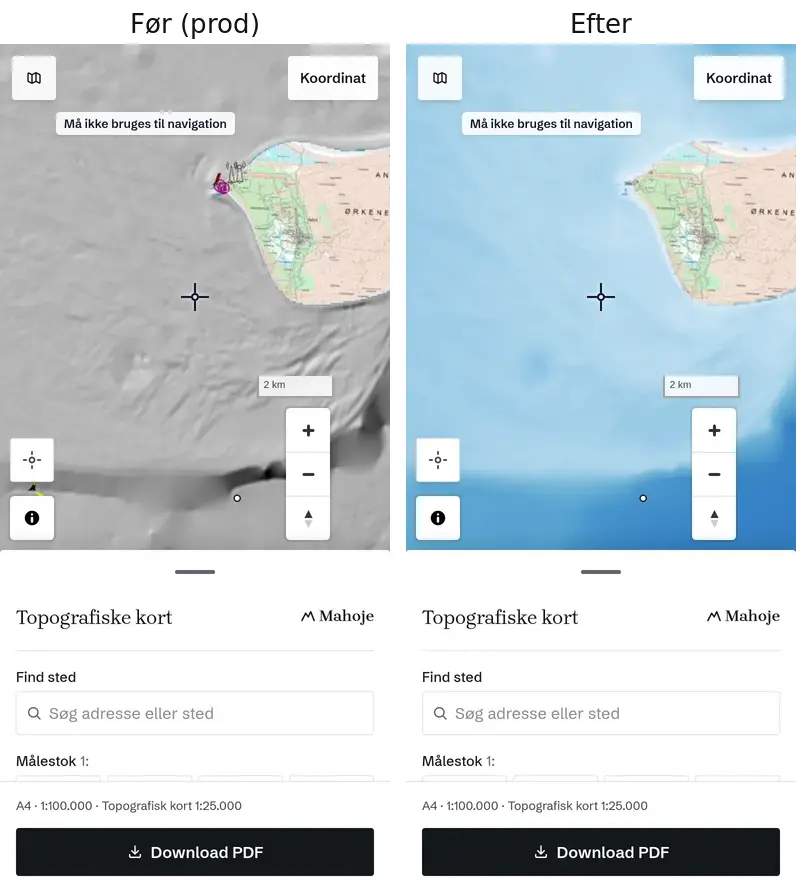 Før (prod)
Koordinat
Må ikke bruges til navigation
AN
ØRKENE
2 km
Topografiske kort
Mahoje
Find sted
Søg adresse eller sted
Målestok 1:
A4 · 1:100.000 · Topografisk kort 1:25.000
Download PDF
Efter
Koordinat
Må ikke bruges til navigation
AN
ØRKENE
2 km
Topografiske kort
Mahoje
Find sted
Søg adresse eller sted
Målestok 1:
A4 · 1:100.000 · Topografisk kort 1:25.000
Download PDF